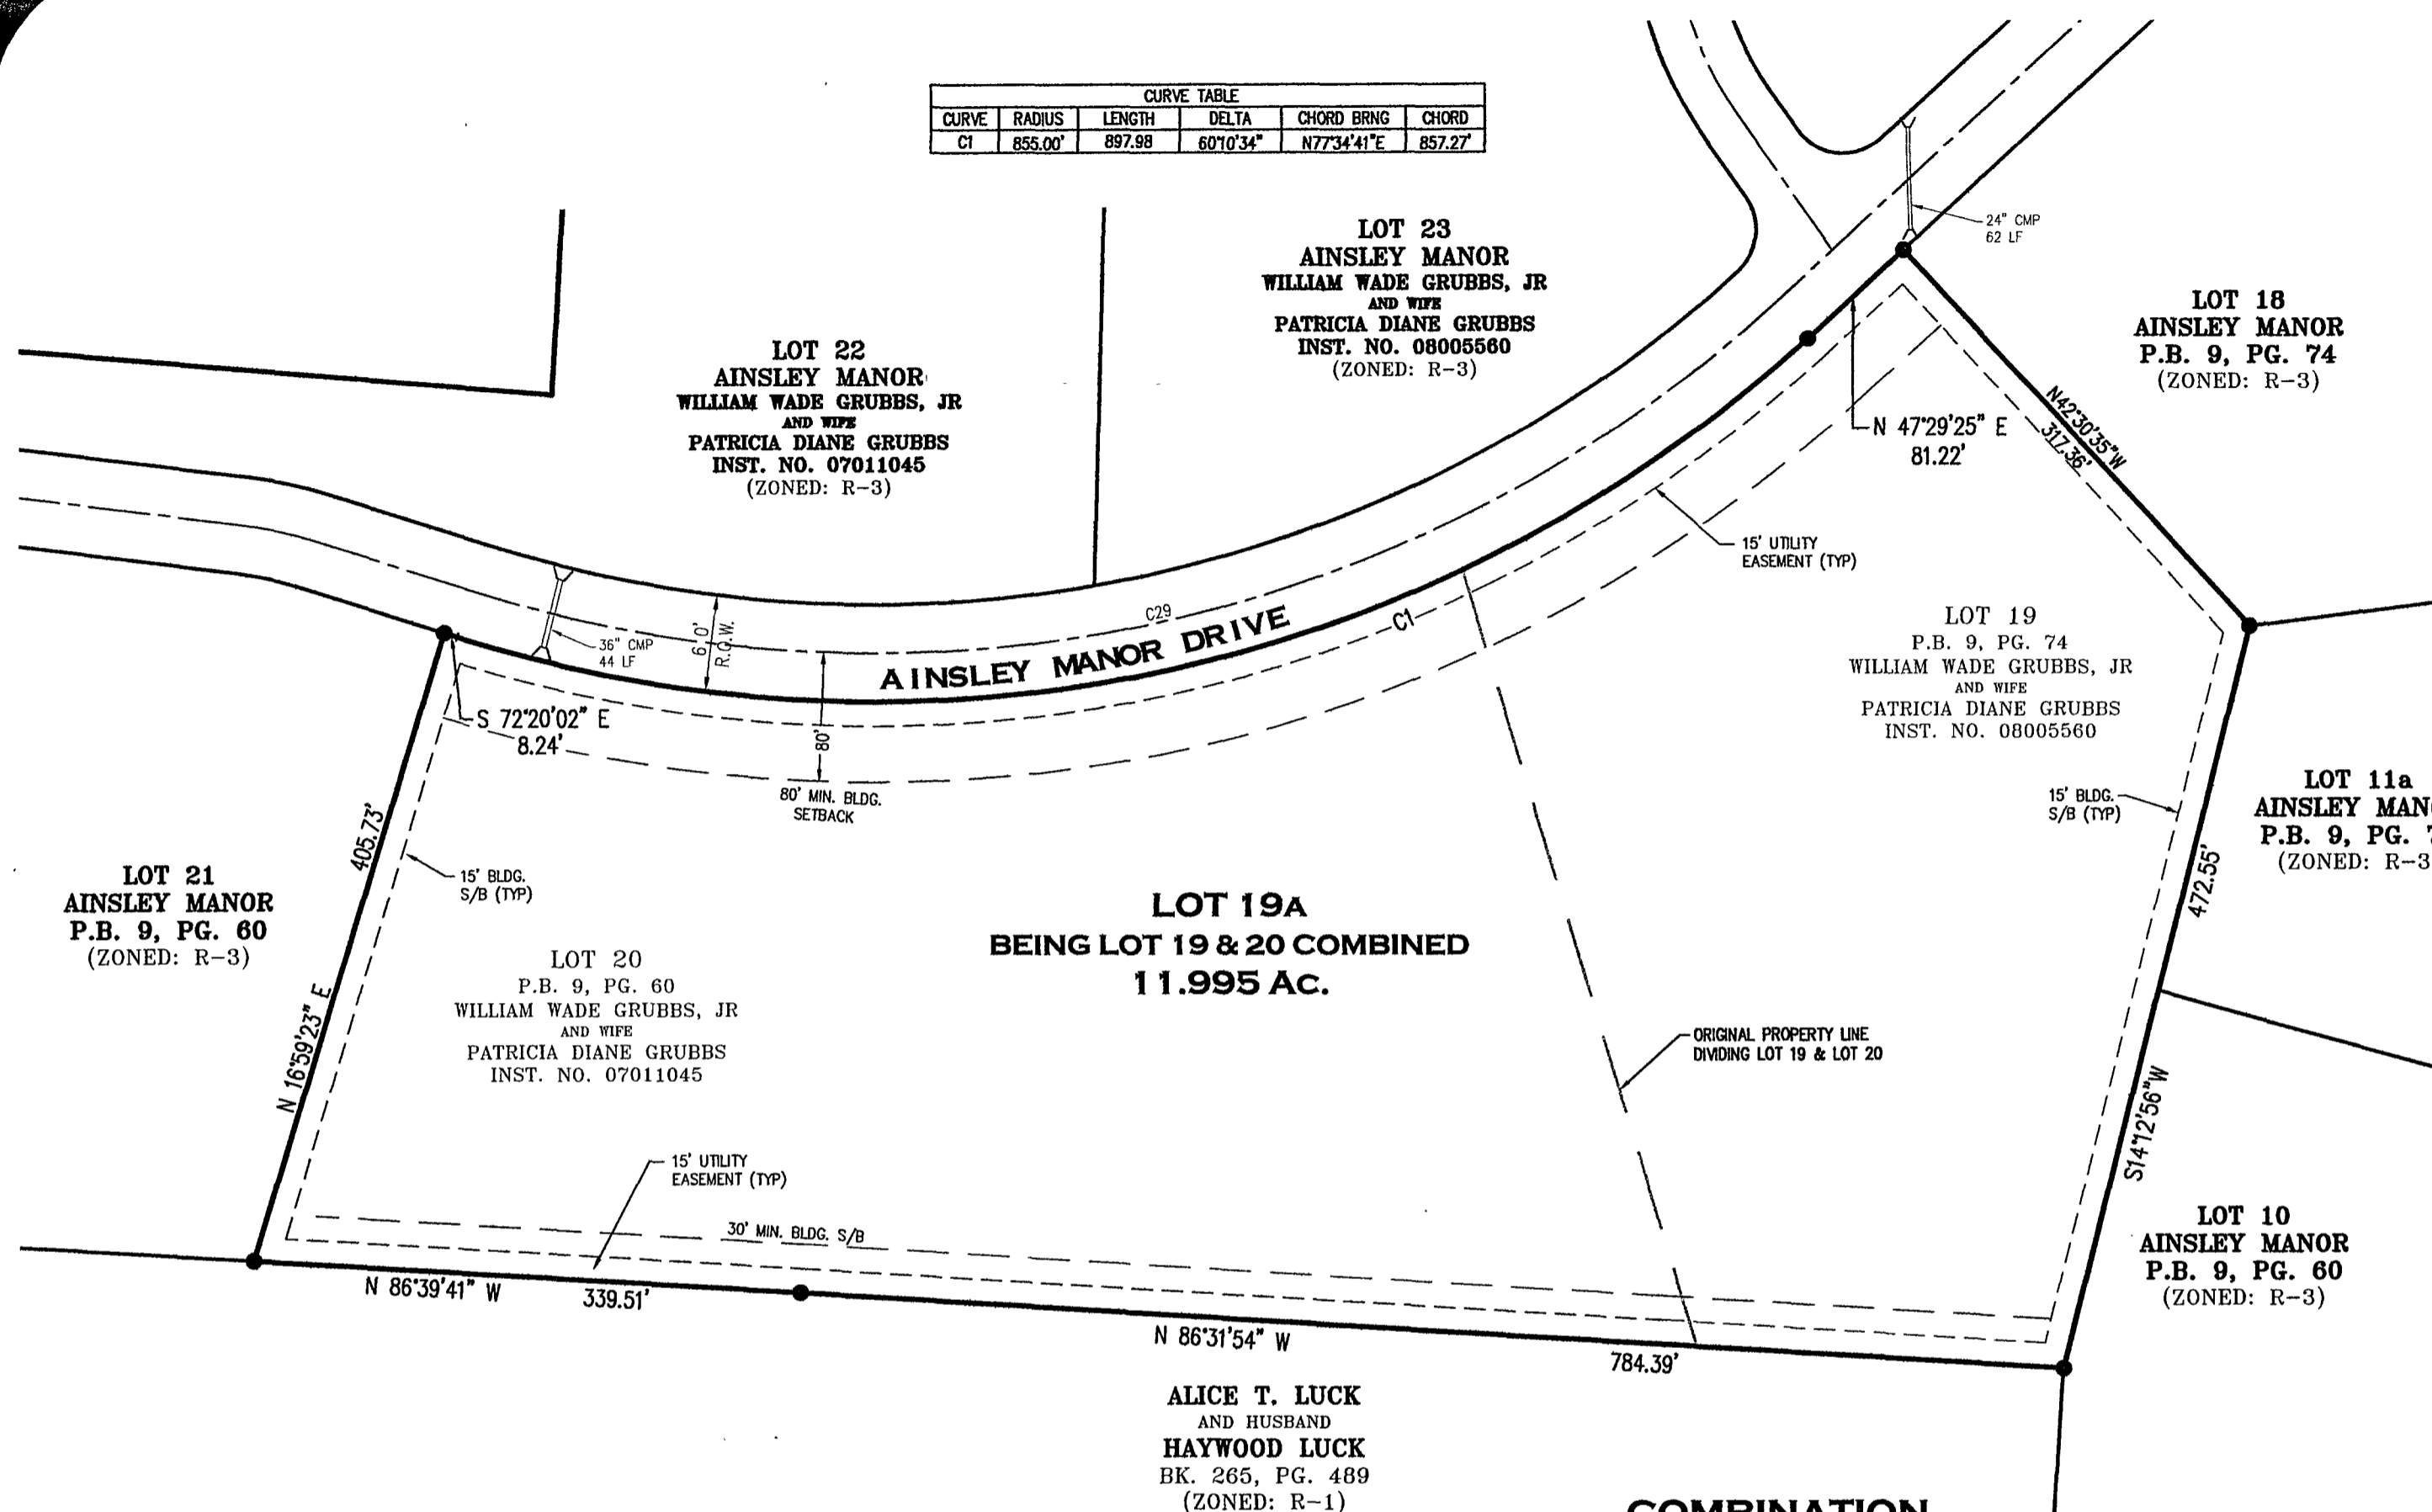 CURVE TABLE
CURVE RADIUS LENGTH DELTA CHORD BRNG CHORD
C1 855.00' 897.98 60°10'34" N77°34'41"E 857.27'
24" CMP
62 LF
LOT 23
AINSLEY MANOR
WILLIAM WADE GRUBBS, JR
AND WIFE
PATRICIA DIANE GRUBBS
INST. NO. 08005560
(ZONED: R-3)
LOT 18
AINSLEY MANOR
P.B. 9, PG. 74
(ZONED: R-3)
LOT 22
AINSLEY MANOR
WILLIAM WADE GRUBBS, JR
AND WIFE
PATRICIA DIANE GRUBBS
INST. NO. 07011045
(ZONED: R-3)
N42°30'35"W
317.36'
N 47°29'25" E
81.22'
15' UTILITY
EASEMENT (TYP)
C29
C1
AINSLEY MANOR DRIVE
60'
R.O.W.
36" CMP
44 LF
LOT 19
P.B. 9, PG. 74
WILLIAM WADE GRUBBS, JR
AND WIFE
PATRICIA DIANE GRUBBS
INST. NO. 08005560
S 72°20'02" E
8.24'
80'
80' MIN. BLDG.
SETBACK
15' BLDG.
S/B (TYP)
LOT 11a
AINSLEY MAN
P.B. 9, PG.
(ZONED: R-3
405.73'
15' BLDG.
S/B (TYP)
472.55'
LOT 21
AINSLEY MANOR
P.B. 9, PG. 60
(ZONED: R-3)
LOT 19A
BEING LOT 19 & 20 COMBINED
11.995 AC.
LOT 20
P.B. 9, PG. 60
WILLIAM WADE GRUBBS, JR
AND WIFE
PATRICIA DIANE GRUBBS
INST. NO. 07011045
N 16°59'23" E
ORIGINAL PROPERTY LINE
DIVIDING LOT 19 & LOT 20
S14°12'56"W
15' UTILITY
EASEMENT (TYP)
30' MIN. BLDG. S/B
LOT 10
AINSLEY MANOR
P.B. 9, PG. 60
(ZONED: R-3)
N 86°39'41" W 339.51'
N 86°31'54" W 784.39'
ALICE T. LUCK
AND HUSBAND
HAYWOOD LUCK
BK. 265, PG. 489
(ZONED: R-1)
COMBINATION